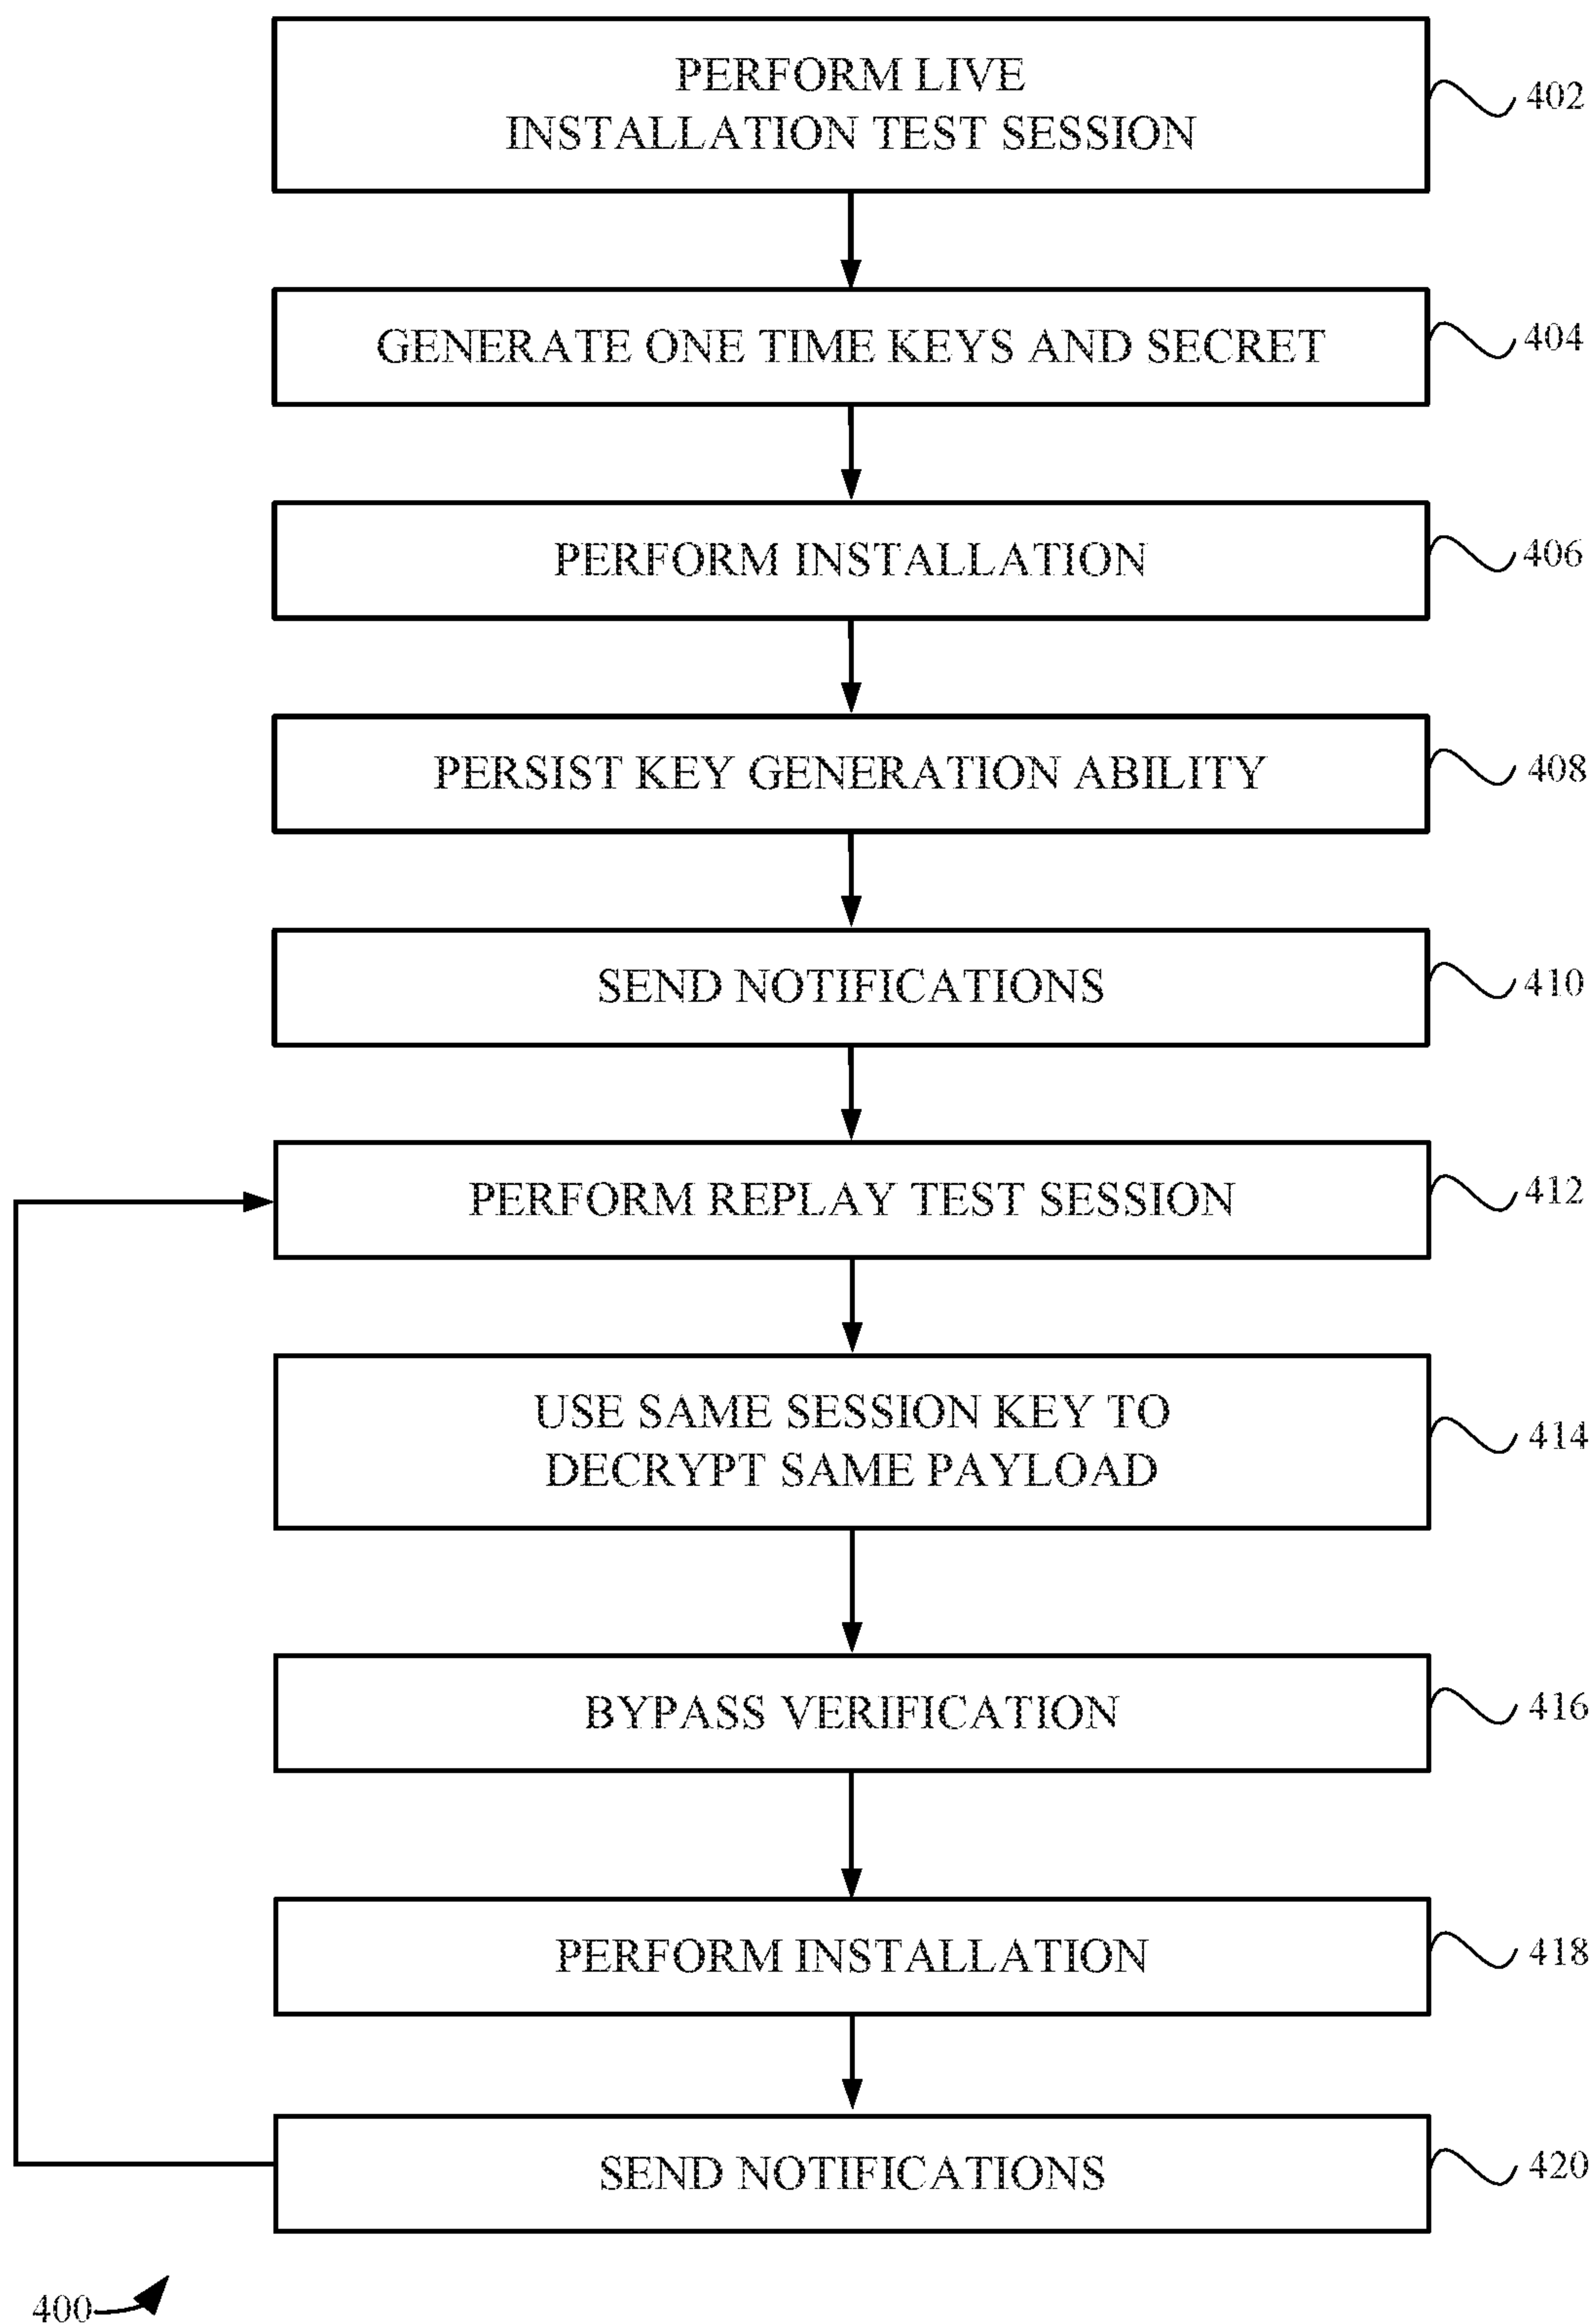 PERFORM LIVE
INSTALLATION TEST SESSION
402
GENERATE ONE TIME KEYS AND SECRET
404
PERFORM INSTALLATION
406
PERSIST KEY GENERATION ABILITY
408
SEND NOTIFICATIONS
410
PERFORM REPLAY TEST SESSION
412
USE SAME SESSION KEY TO
DECRYPT SAME PAYLOAD
414
BYPASS VERIFICATION
416
PERFORM INSTALLATION
418
SEND NOTIFICATIONS
420
400